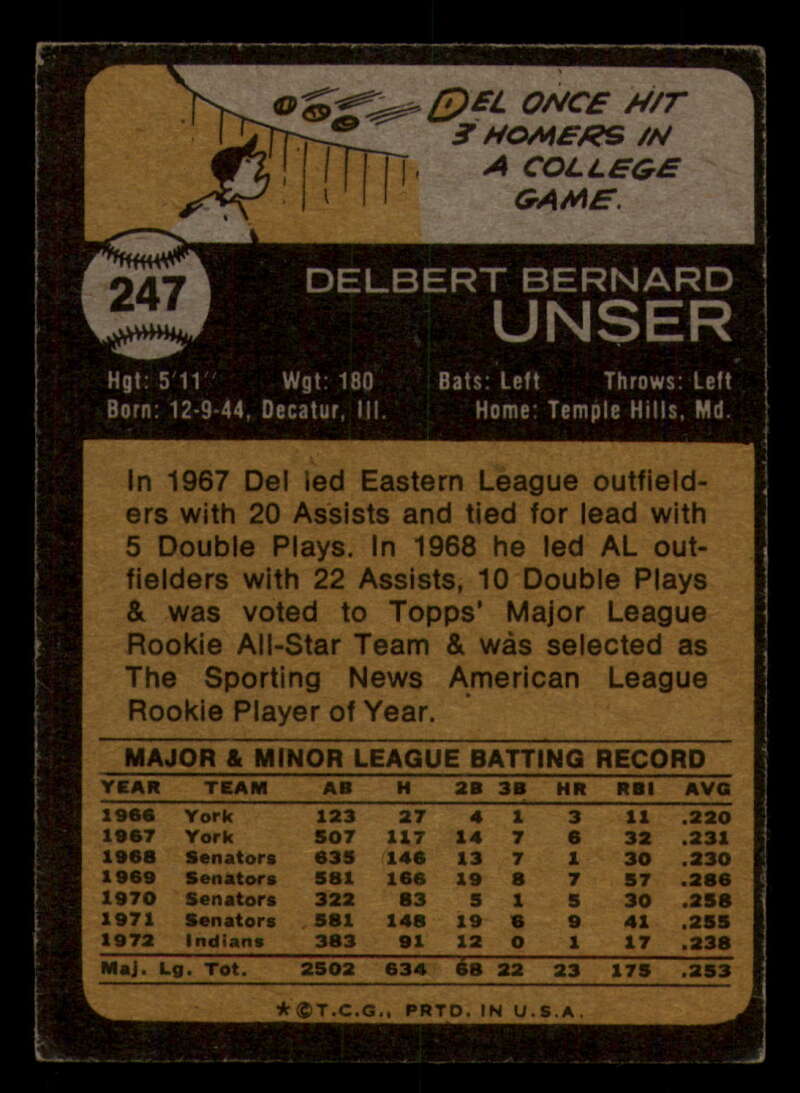 DEL ONCE HIT
3 HOMERS IN
A COLLEGE
GAME.
247
DELBERT BERNARD
UNSER
Hgt: 5'11" Wgt: 180 Bats: Left Throws: Left
Born: 12-9-44, Decatur, Ill. Home: Temple Hills, Md.
In 1967 Del led Eastern League outfield-
ers with 20 Assists and tied for lead with
5 Double Plays. In 1968 he led AL out-
fielders with 22 Assists, 10 Double Plays
& was voted to Topps' Major League
Rookie All-Star Team & was selected as
The Sporting News American League
Rookie Player of Year.
MAJOR & MINOR LEAGUE BATTING RECORD
YEAR TEAM AB H 2B 3B HR RBI AVG
1966 York 123 27 4 1 3 11 .220
1967 York 507 117 14 7 6 32 .231
1968 Senators 635 146 13 7 1 30 .230
1969 Senators 581 166 19 8 7 57 .286
1970 Senators 322 83 5 1 5 30 .258
1971 Senators 581 148 19 6 9 41 .255
1972 Indians 383 91 12 0 1 17 .238
Maj. Lg. Tot. 2502 634 68 22 23 175 .253
*©T.C.G., PRTD. IN U.S.A.